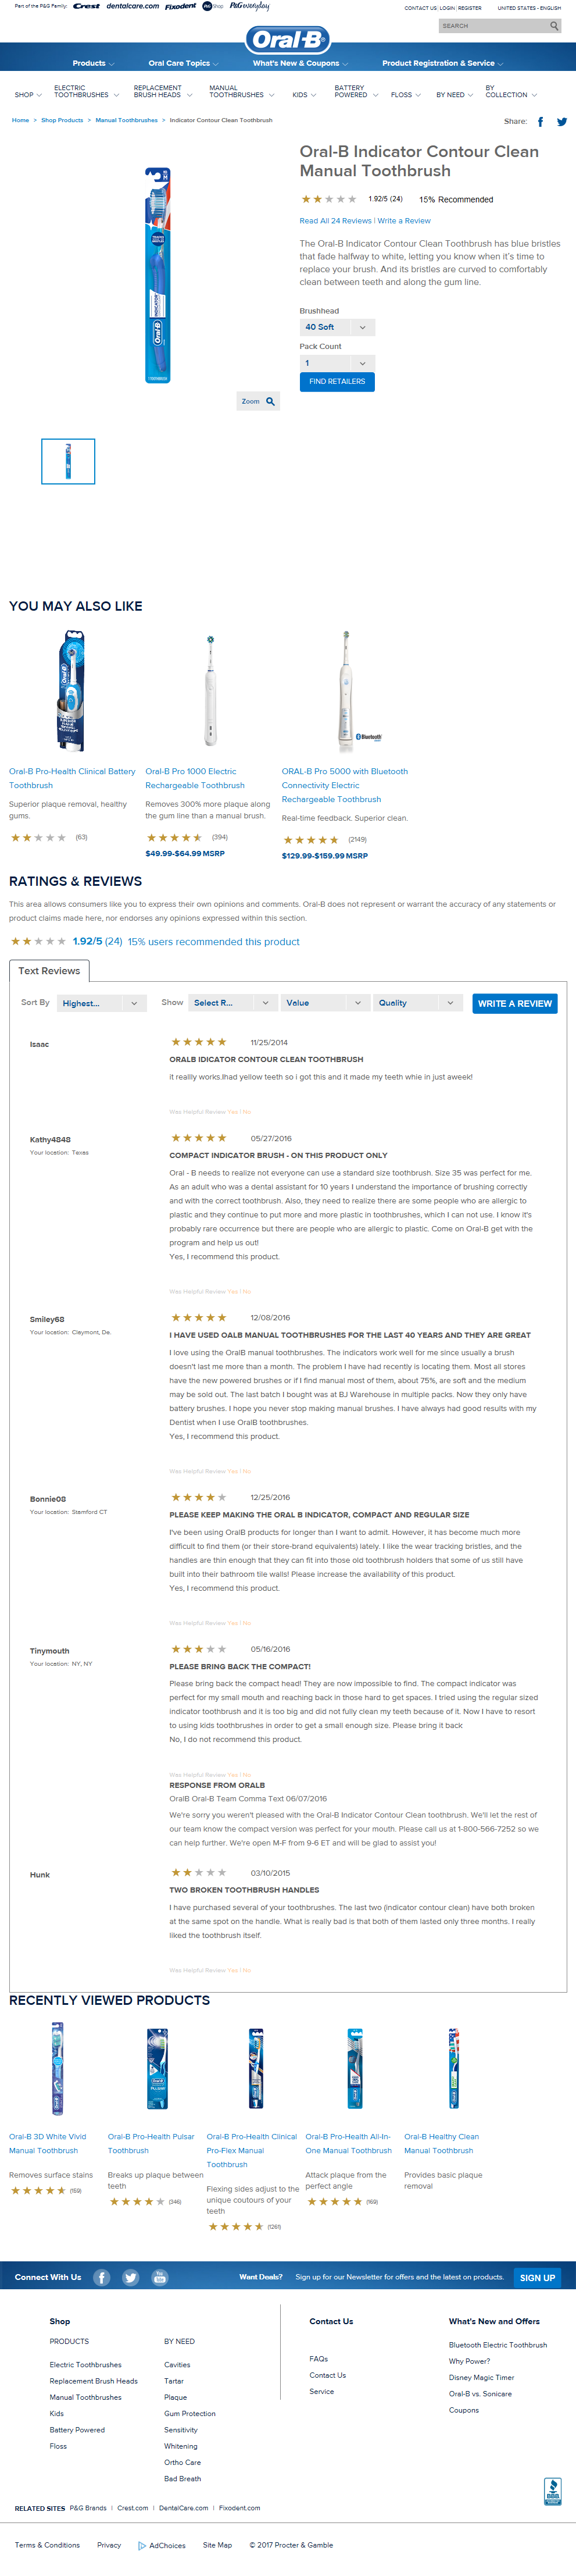 Part of the P&G Family: Crest dentalcare.com Fixodent P&G Shop P&G everyday
CONTACT US LOGIN | REGISTER UNITED STATES - ENGLISH
SEARCH
Oral-B
Products Oral Care Topics What's New & Coupons Product Registration & Service
SHOP ELECTRIC TOOTHBRUSHES REPLACEMENT BRUSH HEADS MANUAL TOOTHBRUSHES KIDS BATTERY POWERED FLOSS BY NEED BY COLLECTION
Home > Shop Products > Manual Toothbrushes > Indicator Contour Clean Toothbrush
Share:
Oral-B Indicator Contour Clean
Manual Toothbrush
1.92/5 (24) 15% Recommended
Read All 24 Reviews | Write a Review
The Oral-B Indicator Contour Clean Toothbrush has blue bristles
that fade halfway to white, letting you know when it's time to
replace your brush. And its bristles are curved to comfortably
clean between teeth and along the gum line.
Brushhead
40 Soft
Pack Count
1
FIND RETAILERS
Zoom
YOU MAY ALSO LIKE
Bluetooth
Oral-B Pro-Health Clinical Battery
Toothbrush
Superior plaque removal, healthy
gums.
(63)
Oral-B Pro 1000 Electric
Rechargeable Toothbrush
Removes 300% more plaque along
the gum line than a manual brush.
(394)
$49.99-$64.99 MSRP
ORAL-B Pro 5000 with Bluetooth
Connectivity Electric
Rechargeable Toothbrush
Real-time feedback. Superior clean.
(2149)
$129.99-$159.99 MSRP
RATINGS & REVIEWS
This area allows consumers like you to express their own opinions and comments. Oral-B does not represent or warrant the accuracy of any statements or
product claims made here, nor endorses any opinions expressed within this section.
1.92/5 (24) 15% users recommended this product
Text Reviews
Sort By Highest... Show Select R... Value Quality WRITE A REVIEW
Isaac
11/25/2014
ORALB IDICATOR CONTOUR CLEAN TOOTHBRUSH
it reallly works.Ihad yellow teeth so i got this and it made my teeth whie in just aweek!
Was Helpful Review Yes | No
Kathy4848
Your location: Texas
05/27/2016
COMPACT INDICATOR BRUSH - ON THIS PRODUCT ONLY
Oral - B needs to realize not everyone can use a standard size toothbrush. Size 35 was perfect for me.
As an adult who was a dental assistant for 10 years I understand the importance of brushing correctly
and with the correct toothbrush. Also, they need to realize there are some people who are allergic to
plastic and they continue to put more and more plastic in toothbrushes, which I can not use. I know it's
probably rare occurrence but there are people who are allergic to plastic. Come on Oral-B get with the
program and help us out!
Yes, I recommend this product.
Was Helpful Review Yes | No
Smiley68
Your location: Claymont, De.
12/08/2016
I HAVE USED OALB MANUAL TOOTHBRUSHES FOR THE LAST 40 YEARS AND THEY ARE GREAT
I love using the OralB manual toothbrushes. The indicators work well for me since usually a brush
doesn't last me more than a month. The problem I have had recently is locating them. Most all stores
have the new powered brushes or if I find manual most of them, about 75%, are soft and the medium
may be sold out. The last batch I bought was at BJ Warehouse in multiple packs. Now they only have
battery brushes. I hope you never stop making manual brushes. I have always had good results with my
Dentist when I use OralB toothbrushes.
Yes, I recommend this product.
Was Helpful Review Yes | No
Bonnie08
Your location: Stamford CT
12/25/2016
PLEASE KEEP MAKING THE ORAL B INDICATOR, COMPACT AND REGULAR SIZE
I've been using OralB products for longer than I want to admit. However, it has become much more
difficult to find them (or their store-brand equivalents) lately. I like the wear tracking bristles, and the
handles are thin enough that they can fit into those old toothbrush holders that some of us still have
built into their bathroom tile walls! Please increase the availability of this product.
Yes, I recommend this product.
Was Helpful Review Yes | No
Tinymouth
Your location: NY, NY
05/16/2016
PLEASE BRING BACK THE COMPACT!
Please bring back the compact head! They are now impossible to find. The compact indicator was
perfect for my small mouth and reaching back in those hard to get spaces. I tried using the regular sized
indicator toothbrush and it is too big and did not fully clean my teeth because of it. Now I have to resort
to using kids toothbrushes in order to get a small enough size. Please bring it back
No, I do not recommend this product.
Was Helpful Review Yes | No
RESPONSE FROM ORALB
OralB Oral-B Team Comma Text 06/07/2016
We're sorry you weren't pleased with the Oral-B Indicator Contour Clean toothbrush. We'll let the rest of
our team know the compact version was perfect for your mouth. Please call us at 1-800-566-7252 so we
can help further. We're open M-F from 9-6 ET and will be glad to assist you!
Hunk
03/10/2015
TWO BROKEN TOOTHBRUSH HANDLES
I have purchased several of your toothbrushes. The last two (indicator contour clean) have both broken
at the same spot on the handle. What is really bad is that both of them lasted only three months. I really
liked the toothbrush itself.
Was Helpful Review Yes | No
RECENTLY VIEWED PRODUCTS
Oral-B 3D White Vivid
Manual Toothbrush
Removes surface stains
(159)
Oral-B Pro-Health Pulsar
Toothbrush
Breaks up plaque between
teeth
(346)
Oral-B Pro-Health Clinical
Pro-Flex Manual
Toothbrush
Flexing sides adjust to the
unique coutours of your
teeth
(1261)
Oral-B Pro-Health All-In-
One Manual Toothbrush
Attack plaque from the
perfect angle
(169)
Oral-B Healthy Clean
Manual Toothbrush
Provides basic plaque
removal
Connect With Us Want Deals? Sign up for our Newsletter for offers and the latest on products. SIGN UP
Shop
PRODUCTS
Electric Toothbrushes
Replacement Brush Heads
Manual Toothbrushes
Kids
Battery Powered
Floss
BY NEED
Cavities
Tartar
Plaque
Gum Protection
Sensitivity
Whitening
Ortho Care
Bad Breath
Contact Us
FAQs
Contact Us
Service
What's New and Offers
Bluetooth Electric Toothbrush
Why Power?
Disney Magic Timer
Oral-B vs. Sonicare
Coupons
BBB
RELATED SITES P&G Brands | Crest.com | DentalCare.com | Fixodent.com
Terms & Conditions Privacy AdChoices Site Map © 2017 Procter & Gamble